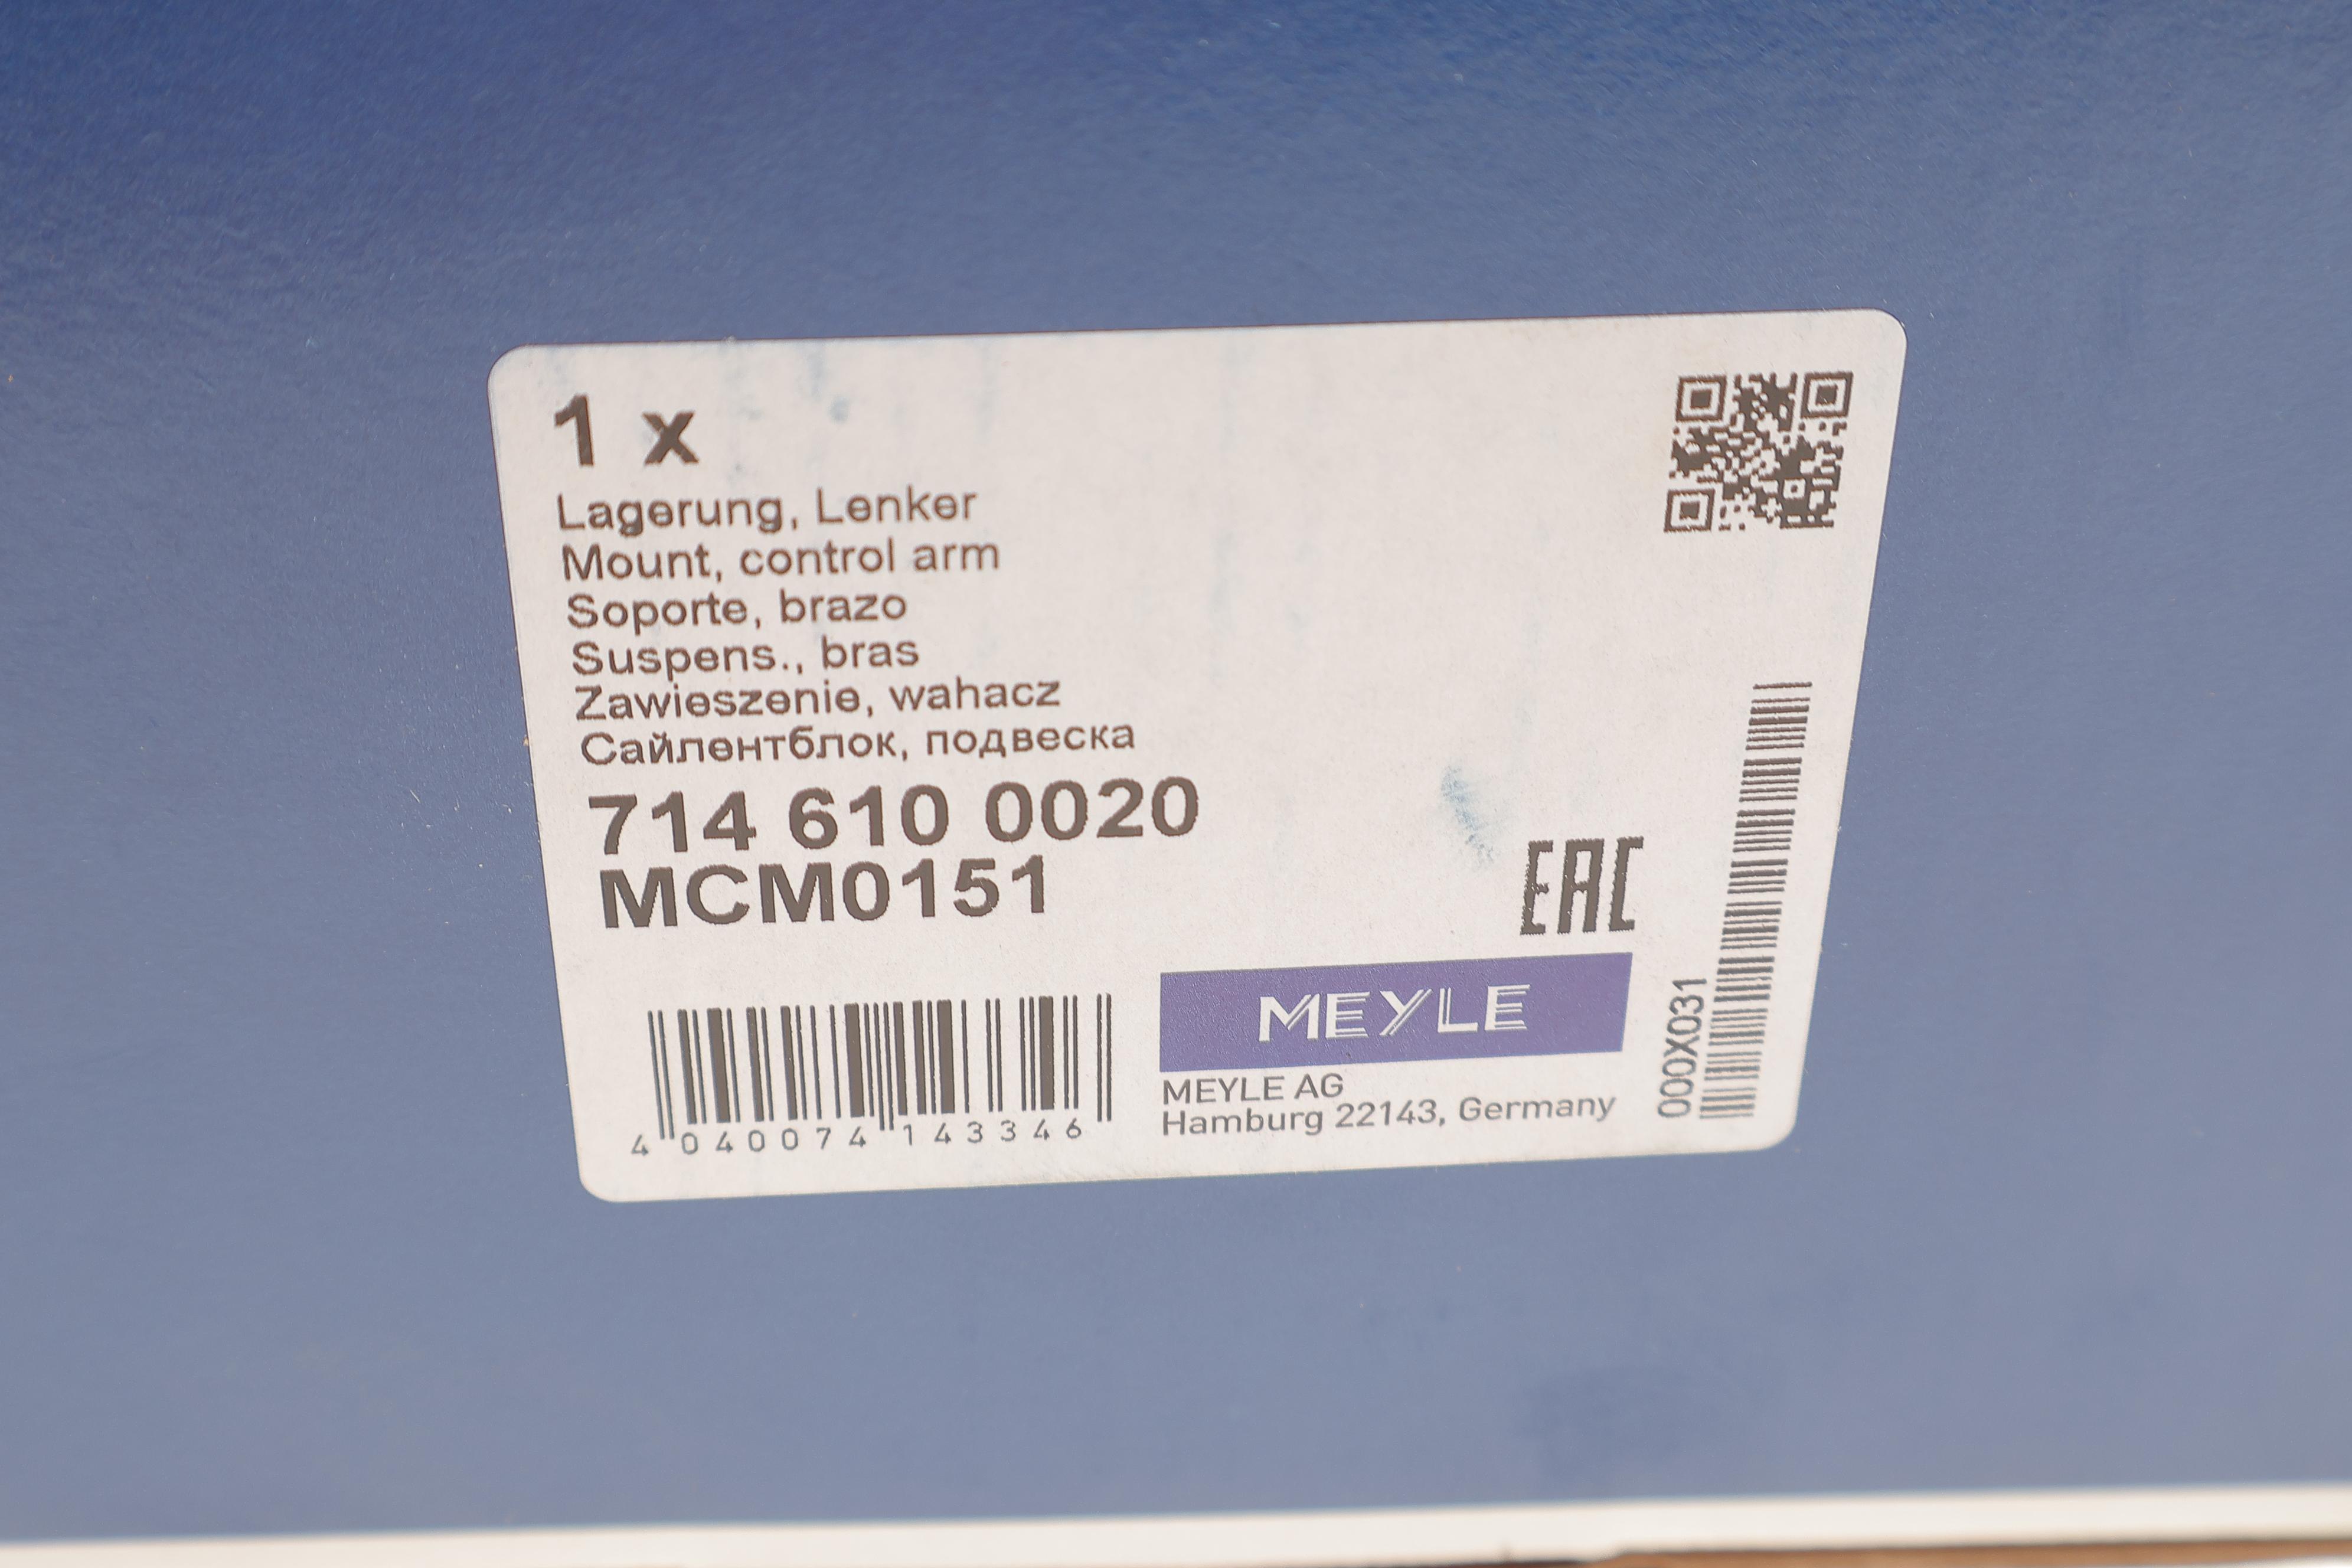 1 x
Lagerung, Lenker
Mount, control arm
Soporte, brazo
Suspens., bras
Zawieszenie, wahacz
Сайлентблок, подвеска
714 610 0020
MCM0151
EAC
MEYLE
MEYLE AG
Hamburg 22143, Germany
4 040074 143346
000X031